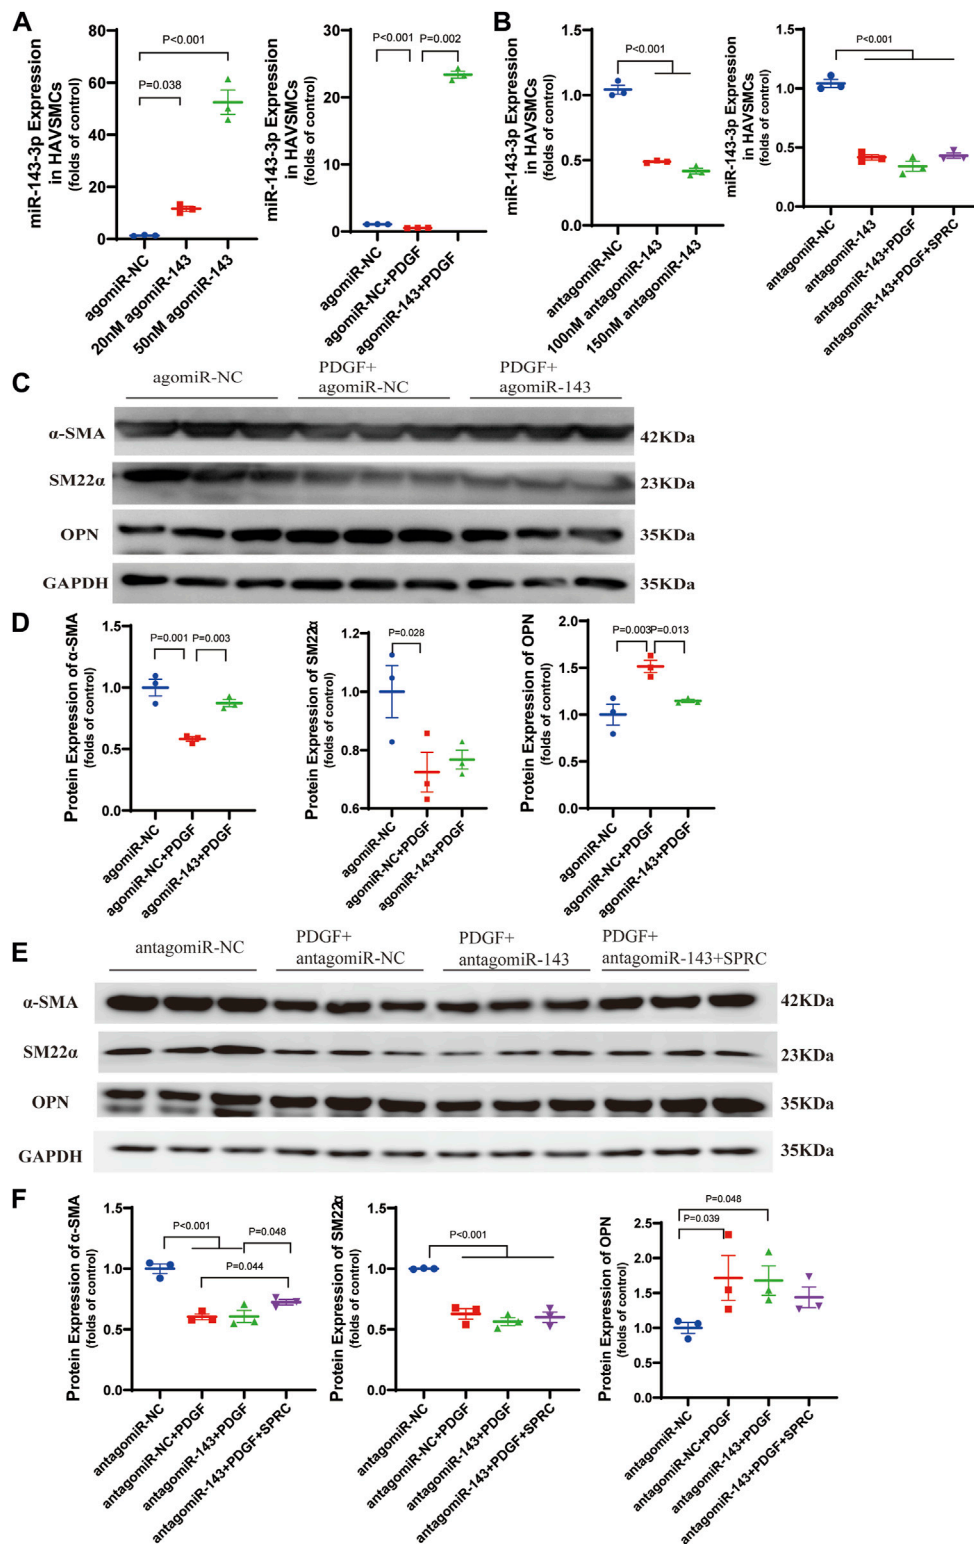 A
miR-143-3p Expression
in HAVSMCs
(folds of control)
80
60
40
20
0
P<0.001
P=0.038
agomiR-NC
20nM agomiR-143
50nM agomiR-143
miR-143-3p Expression
in HAVSMCs
(folds of control)
30
20
10
0
P<0.001
P=0.002
agomiR-NC
agomiR-NC+PDGF
agomiR-143+PDGF
B
miR-143-3p Expression
in HAVSMCs
(folds of control)
1.5
1.0
0.5
0.0
P<0.001
antagomiR-NC
100nM antagomiR-143
150nM antagomiR-143
miR-143-3p Expression
in HAVSMCs
(folds of control)
1.5
1.0
0.5
0.0
P<0.001
antagomiR-NC
antagomiR-143
antagomiR-143+PDGF
antagomiR-143+PDGF+SPRC
C
agomiR-NC
PDGF+
agomiR-NC
PDGF+
agomiR-143
α-SMA
42KDa
SM22α
23KDa
OPN
35KDa
GAPDH
35KDa
D
Protein Expression of α-SMA
(folds of control)
1.5
1.0
0.5
0.0
P=0.001
P=0.003
agomiR-NC
agomiR-NC+PDGF
agomiR-143+PDGF
Protein Expression of SM22α
(folds of control)
1.2
1.0
0.8
0.6
P=0.028
agomiR-NC
agomiR-NC+PDGF
agomiR-143+PDGF
Protein Expression of OPN
(folds of control)
2.0
1.5
1.0
0.5
0.0
P=0.003
P=0.013
agomiR-NC
agomiR-NC+PDGF
agomiR-143+PDGF
E
antagomiR-NC
PDGF+
antagomiR-NC
PDGF+
antagomiR-143
PDGF+
antagomiR-143+SPRC
α-SMA
42KDa
SM22α
23KDa
OPN
35KDa
GAPDH
35KDa
F
Protein Expression of α-SMA
(folds of control)
1.5
1.0
0.5
0.0
P<0.001
P=0.048
P=0.044
antagomiR-NC
antagomiR-NC+PDGF
antagomiR-143+PDGF
antagomiR-143+PDGF+SPRC
Protein Expression of SM22α
(folds of control)
1.5
1.0
0.5
0.0
P<0.001
antagomiR-NC
antagomiR-NC+PDGF
antagomiR-143+PDGF
antagomiR-143+PDGF+SPRC
Protein Expression of OPN
(folds of control)
2.5
2.0
1.5
1.0
0.5
0.0
P=0.048
P=0.039
antagomiR-NC
antagomiR-NC+PDGF
antagomiR-143+PDGF
antagomiR-143+PDGF+SPRC